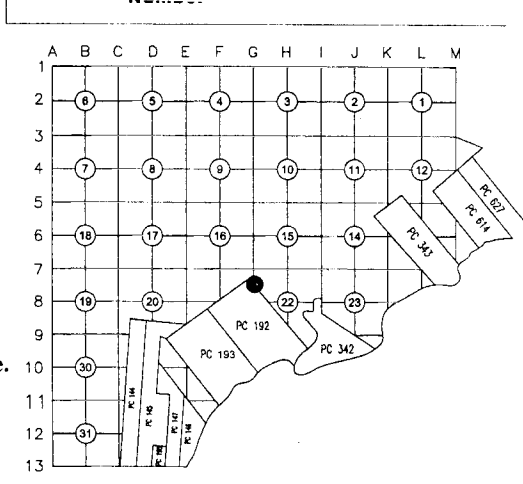 Number
A B C D E F G H I J K L M
1
2 6 5 4 3 2 1
3
4 7 8 9 10 11 12
5
PC 627
PC 614
6 18 17 16 15 14
PC 343
7
8 19 20 22 23
9
PC 192
PC 193
PC 342
e. 10 30
PC 144
PC 145
11
PC 147
12 31
13